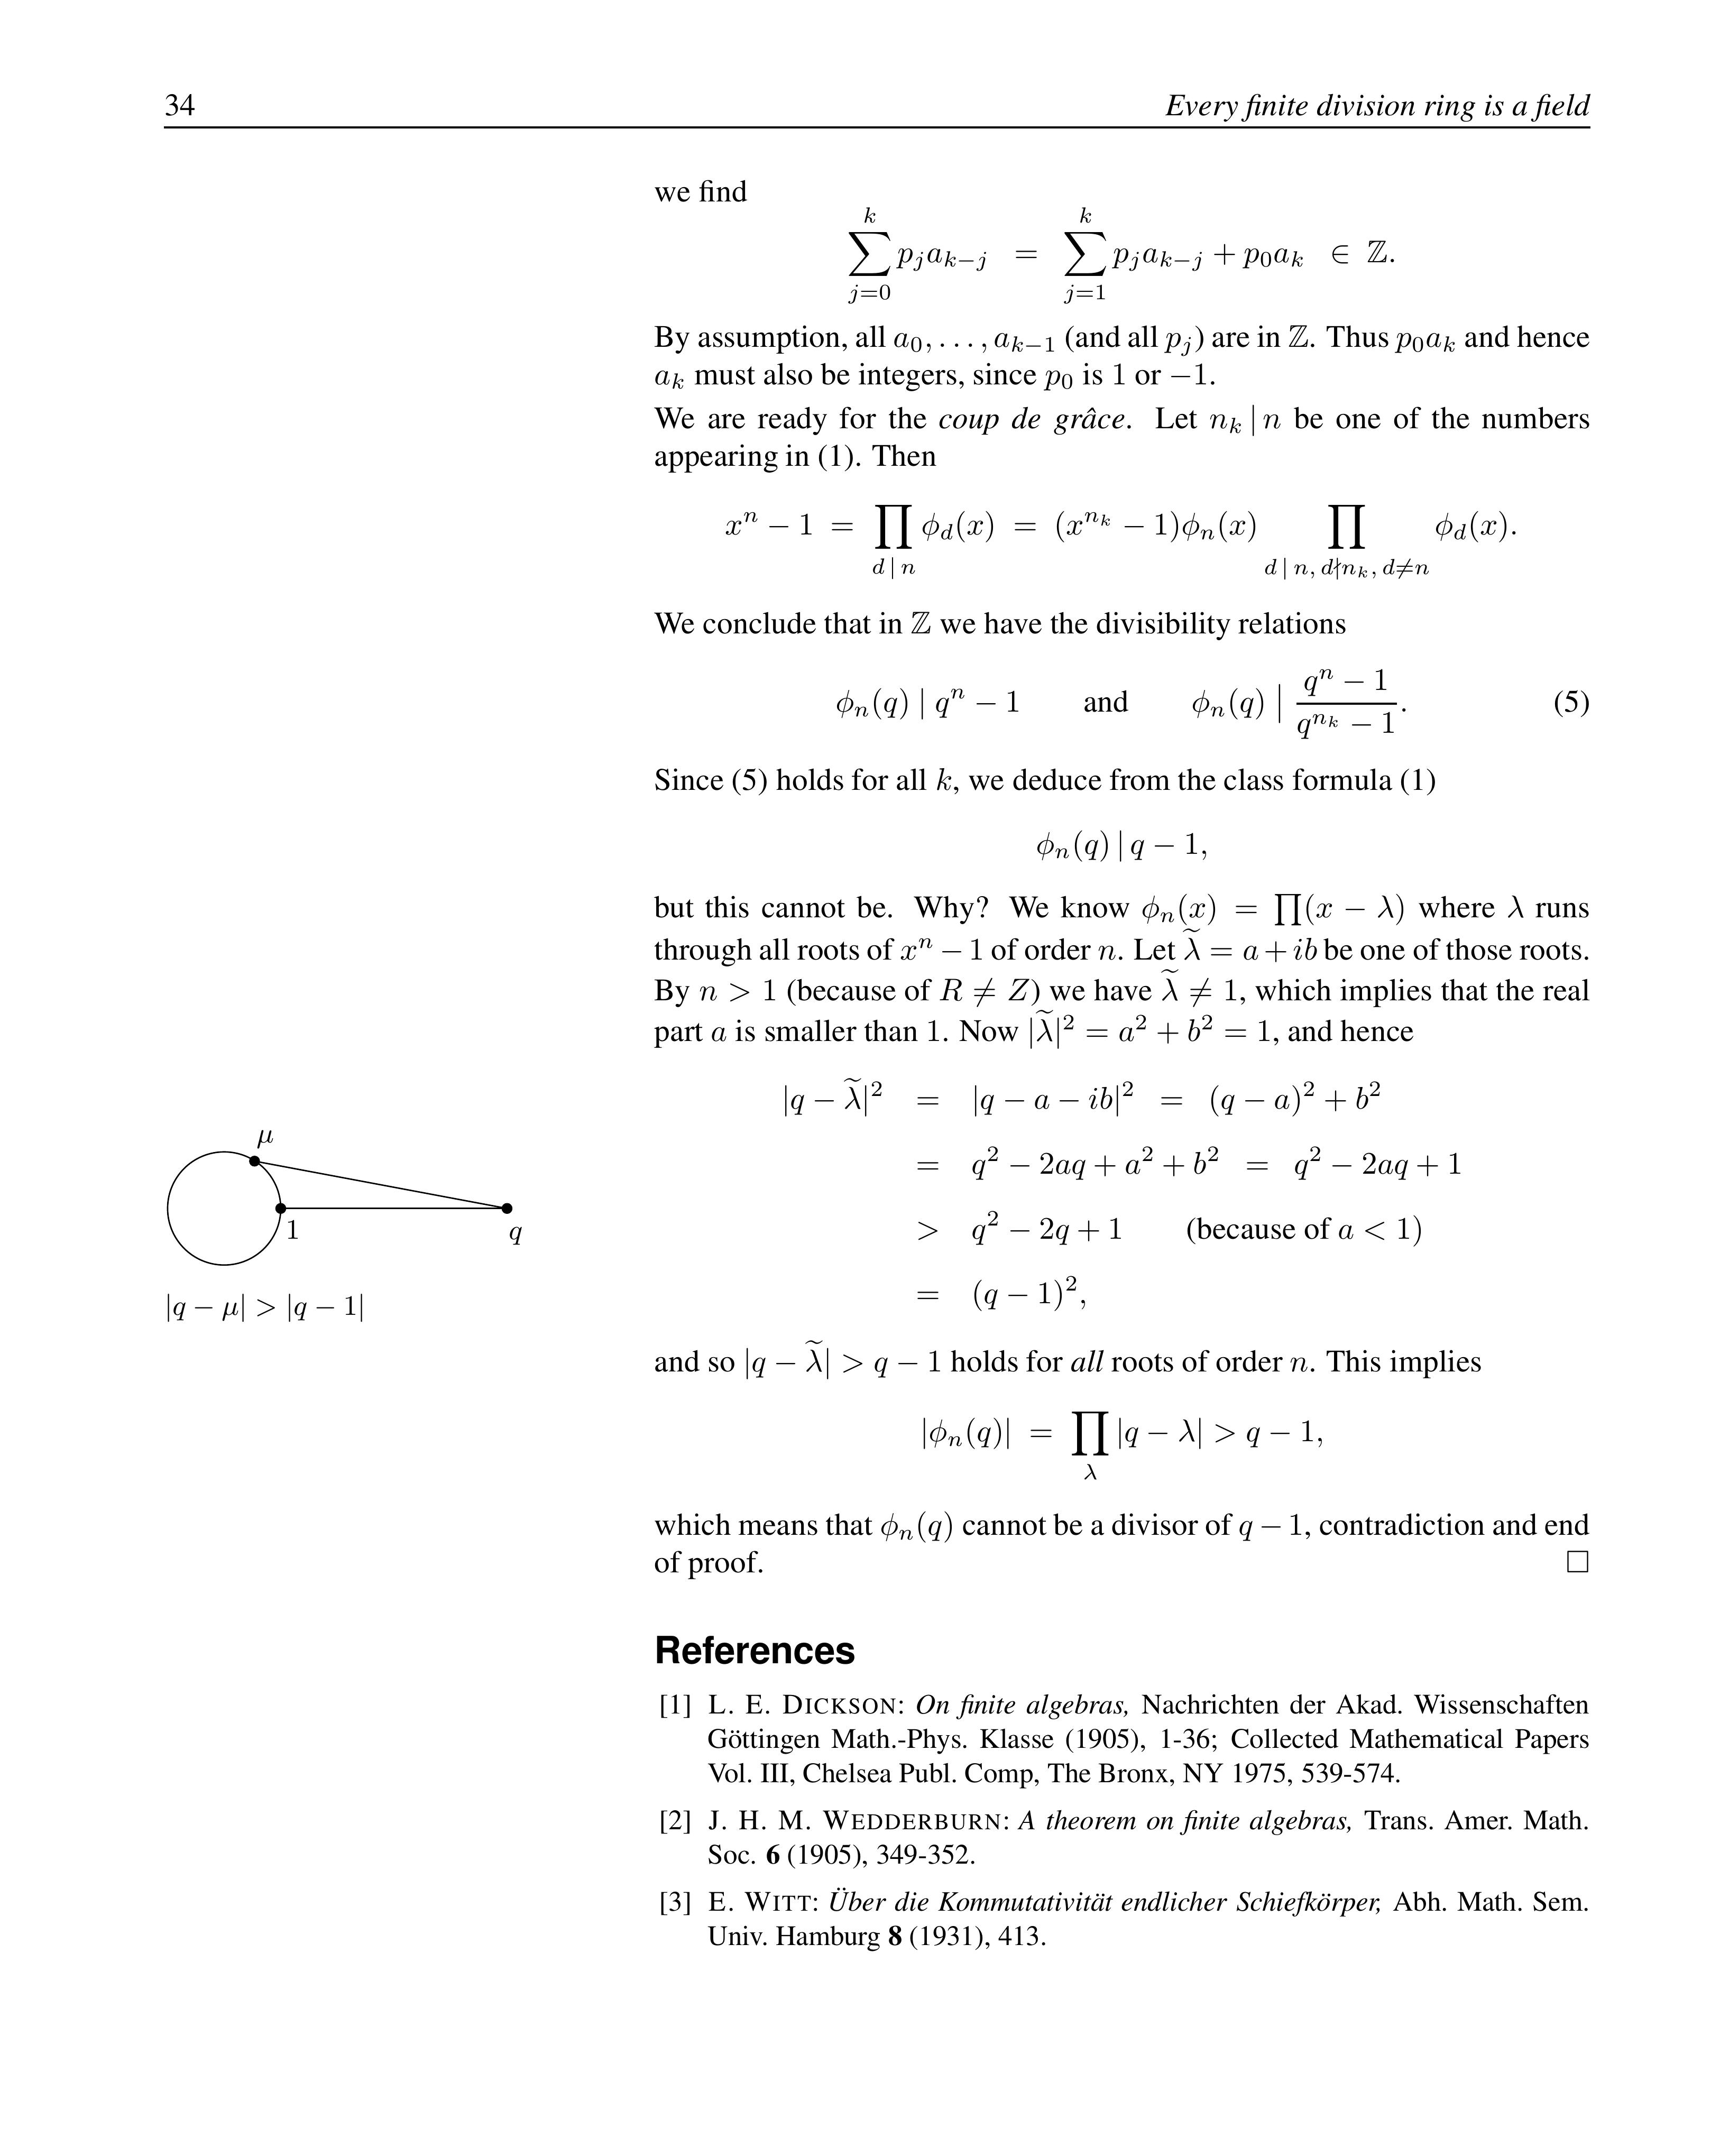 34 Every finite division ring is a field
we find
$\sum_{j=0}^{k} p_j a_{k-j} = \sum_{j=1}^{k} p_j a_{k-j} + p_0 a_k \in \mathbb{Z}.$
By assumption, all $a_0, \ldots, a_{k-1}$ (and all $p_j$) are in $\mathbb{Z}$. Thus $p_0 a_k$ and hence
$a_k$ must also be integers, since $p_0$ is 1 or $-1$.
We are ready for the coup de grâce. Let $n_k \mid n$ be one of the numbers
appearing in (1). Then
$x^n - 1 = \prod_{d \mid n} \phi_d(x) = (x^{n_k} - 1)\phi_n(x) \prod_{d \mid n, d \nmid n_k, d \neq n} \phi_d(x).$
We conclude that in $\mathbb{Z}$ we have the divisibility relations
$\phi_n(q) \mid q^n - 1$ and $\phi_n(q) \mid \frac{q^n - 1}{q^{n_k} - 1}.$ (5)
Since (5) holds for all $k$, we deduce from the class formula (1)
$\phi_n(q) \mid q - 1,$
but this cannot be. Why? We know $\phi_n(x) = \prod(x - \lambda)$ where $\lambda$ runs
through all roots of $x^n - 1$ of order $n$. Let $\widetilde{\lambda} = a + ib$ be one of those roots.
By $n > 1$ (because of $R \neq Z$) we have $\widetilde{\lambda} \neq 1$, which implies that the real
part $a$ is smaller than 1. Now $|\widetilde{\lambda}|^2 = a^2 + b^2 = 1$, and hence
$|q - \widetilde{\lambda}|^2 = |q - a - ib|^2 = (q - a)^2 + b^2$
$= q^2 - 2aq + a^2 + b^2 = q^2 - 2aq + 1$
$> q^2 - 2q + 1$ (because of $a < 1$)
$= (q - 1)^2,$
$\mu$
1
$q$
$|q - \mu| > |q - 1|$
and so $|q - \widetilde{\lambda}| > q - 1$ holds for all roots of order $n$. This implies
$|\phi_n(q)| = \prod_{\lambda} |q - \lambda| > q - 1,$
which means that $\phi_n(q)$ cannot be a divisor of $q - 1$, contradiction and end
of proof. □
References
[1] L. E. DICKSON: On finite algebras, Nachrichten der Akad. Wissenschaften
Göttingen Math.-Phys. Klasse (1905), 1-36; Collected Mathematical Papers
Vol. III, Chelsea Publ. Comp, The Bronx, NY 1975, 539-574.
[2] J. H. M. WEDDERBURN: A theorem on finite algebras, Trans. Amer. Math.
Soc. 6 (1905), 349-352.
[3] E. WITT: Über die Kommutativität endlicher Schiefkörper, Abh. Math. Sem.
Univ. Hamburg 8 (1931), 413.